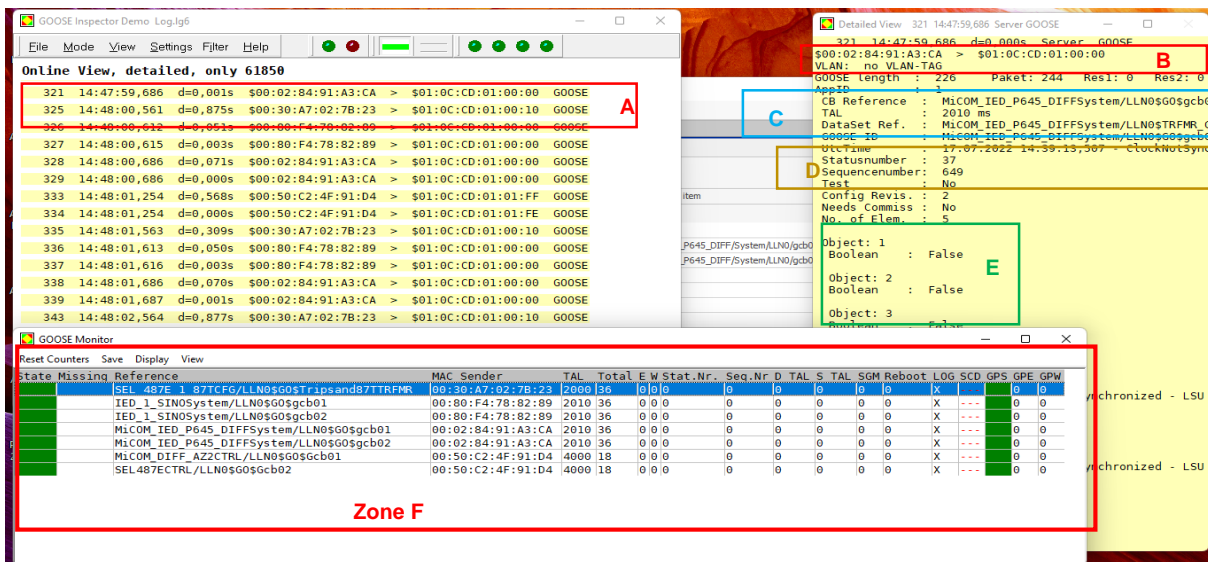 GOOSE Inspector Demo Log.lg6
File Mode View Settings Filter Help
Online View, detailed, only 61850
321 14:47:59,686 d=0,001s $00:02:84:91:A3:CA > $01:0C:CD:01:00:00 GOOSE
325 14:48:00,561 d=0,875s $00:30:A7:02:7B:23 > $01:0C:CD:01:00:10 GOOSE
A
326 14:48:00,612 d=0,051s $00:80:F4:78:82:89 > $01:0C:CD:01:00:00 GOOSE
327 14:48:00,615 d=0,003s $00:80:F4:78:82:89 > $01:0C:CD:01:00:00 GOOSE
328 14:48:00,686 d=0,071s $00:02:84:91:A3:CA > $01:0C:CD:01:00:00 GOOSE
329 14:48:00,686 d=0,000s $00:02:84:91:A3:CA > $01:0C:CD:01:00:00 GOOSE
333 14:48:01,254 d=0,568s $00:50:C2:4F:91:D4 > $01:0C:CD:01:01:FF GOOSE
334 14:48:01,254 d=0,000s $00:50:C2:4F:91:D4 > $01:0C:CD:01:01:FE GOOSE
335 14:48:01,563 d=0,309s $00:30:A7:02:7B:23 > $01:0C:CD:01:00:10 GOOSE
336 14:48:01,613 d=0,050s $00:80:F4:78:82:89 > $01:0C:CD:01:00:00 GOOSE
337 14:48:01,616 d=0,003s $00:80:F4:78:82:89 > $01:0C:CD:01:00:00 GOOSE
338 14:48:01,686 d=0,070s $00:02:84:91:A3:CA > $01:0C:CD:01:00:00 GOOSE
339 14:48:01,687 d=0,001s $00:02:84:91:A3:CA > $01:0C:CD:01:00:00 GOOSE
343 14:48:02,564 d=0,877s $00:30:A7:02:7B:23 > $01:0C:CD:01:00:10 GOOSE
item
_P645_DIFF/System/LLN0/gcb0
_P645_DIFF/System/LLN0/gcb0
Detailed View 321 14:47:59,686 Server GOOSE
321 14:47:59,686 d=0,000s Server GOOSE
$00:02:84:91:A3:CA > $01:0C:CD:01:00:00
B
VLAN: no VLAN-TAG
GOOSE length : 226 Paket: 244 Res1: 0 Res2: 0
AppID : 1
CB Reference : MiCOM_IED_P645_DIFFSystem/LLN0$GO$gcb0
TAL : 2010 ms
C
DataSet Ref. : MiCOM_IED_P645_DIFFSystem/LLN0$TRFMR_G
GOOSE ID : MiCOM_IED_P645_DIFFSystem/LLN0$GO$gcb0
UtcTime : 17.07.2022 14:39:13,507 - ClockNotSync
Statusnumber : 37
D
Sequencenumber: 649
Test : No
Config Revis. : 2
Needs Commiss : No
No. of Elem. : 5
Object: 1
Boolean : False
E
Object: 2
Boolean : False
Object: 3
Boolean : False
ynchronized - LSU
ynchronized - LSU
GOOSE Monitor
Reset Counters Save Display View
State Missing Reference MAC Sender TAL Total E W Stat.Nr. Seq.Nr D TAL S TAL SGM Reboot LOG SCD GPS GPE GPW
SEL_487E_1_87TCFG/LLN0$GO$Tripsand87TTRFMR 00:30:A7:02:7B:23 2000 36 0 0 0 0 0 0 0 0 X --- 0 0
IED_1_SINOSystem/LLN0$GO$gcb01 00:80:F4:78:82:89 2010 36 0 0 0 0 0 0 0 0 X --- 0 0
IED_1_SINOSystem/LLN0$GO$gcb02 00:80:F4:78:82:89 2010 36 0 0 0 0 0 0 0 0 X --- 0 0
MiCOM_IED_P645_DIFFSystem/LLN0$GO$gcb01 00:02:84:91:A3:CA 2010 36 0 0 0 0 0 0 0 0 X --- 0 0
MiCOM_IED_P645_DIFFSystem/LLN0$GO$gcb02 00:02:84:91:A3:CA 2010 36 0 0 0 0 0 0 0 0 X --- 0 0
MiCOM_DIFF_AZ2CTRL/LLN0$GO$Gcb01 00:50:C2:4F:91:D4 4000 18 0 0 0 0 0 0 0 0 X --- 0 0
SEL487ECTRL/LLN0$GO$Gcb02 00:50:C2:4F:91:D4 4000 18 0 0 0 0 0 0 0 0 X --- 0 0
Zone F